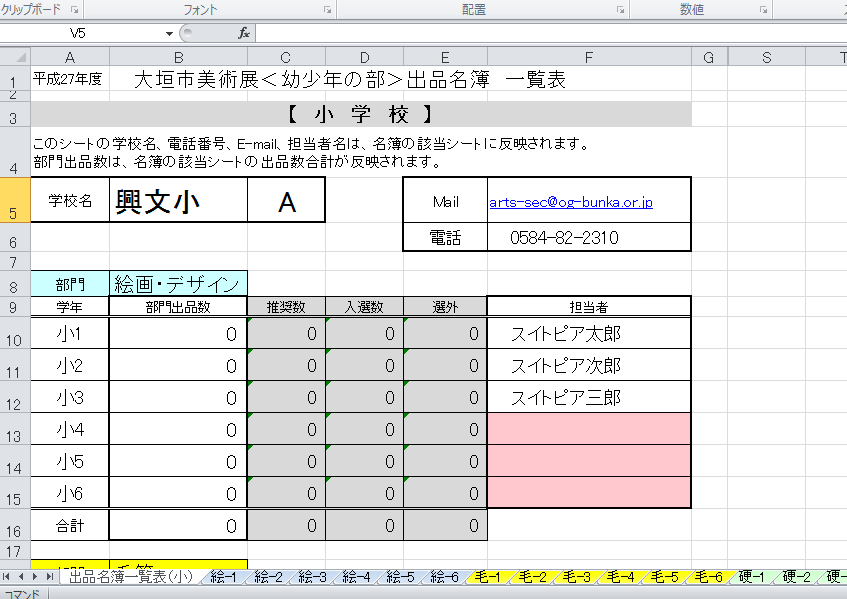 クリップボード フォント 配置 数値
V5 fx
A B C D E F G S T
1 平成27年度 大垣市美術展＜幼少年の部＞出品名簿 一覧表
2
3 【 小 学 校 】
このシートの学校名、電話番号、E-mail、担当者名は、名簿の該当シートに反映されます。
4 部門出品数は、名簿の該当シートの出品数合計が反映されます。
5 学校名 興文小 A Mail arts-sec@og-bunka.or.jp
6 電話 0584-82-2310
7
8 部門 絵画・デザイン
9 学年 部門出品数 推奨数 入選数 選外 担当者
10 小1 0 0 0 0 スイトピア太郎
11 小2 0 0 0 0 スイトピア次郎
12 小3 0 0 0 0 スイトピア三郎
13 小4 0 0 0 0
14 小5 0 0 0 0
15 小6 0 0 0 0
16 合計 0 0 0 0
17
出品名簿一覧表(小) 絵-1 絵-2 絵-3 絵-4 絵-5 絵-6 毛-1 毛-2 毛-3 毛-4 毛-5 毛-6 硬-1 硬-2 硬-
コマンド